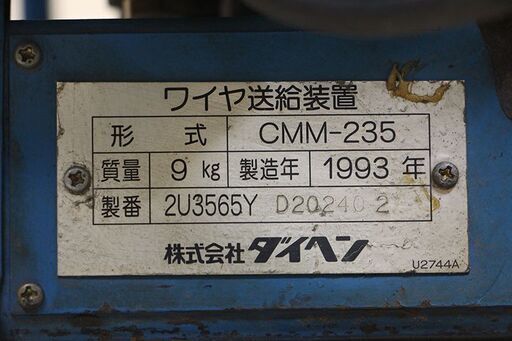 ワイヤ送給装置
形 式 CMM-235
質量 9 kg 製造年 1993 年
製番 2U3565Y D20240 2
株式会社 ダイヘン
U2744A